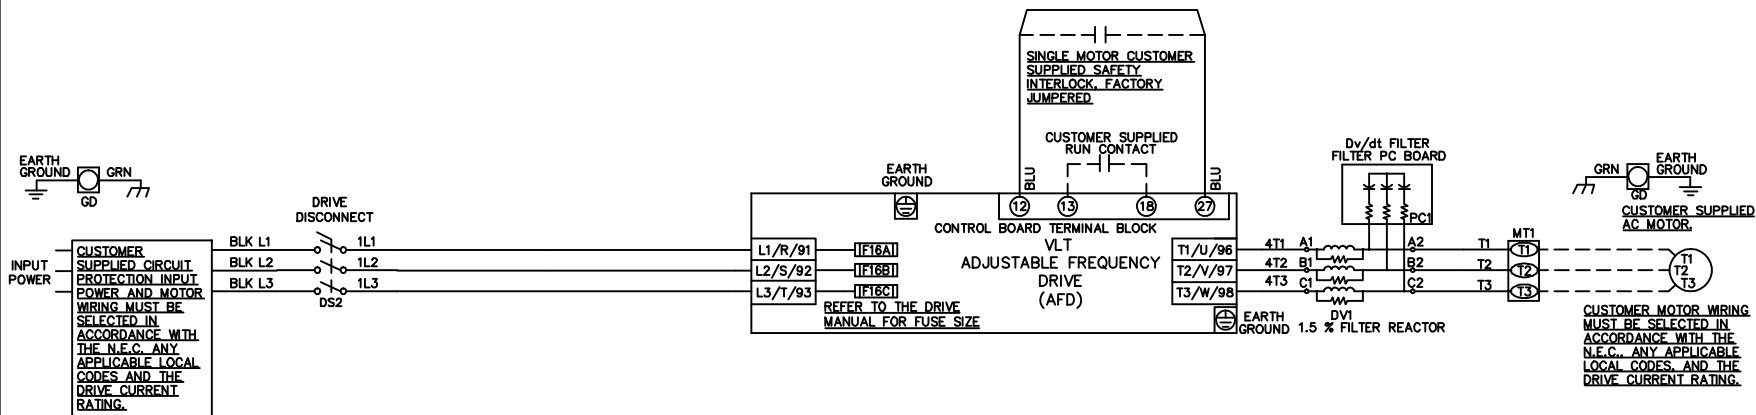 SINGLE MOTOR CUSTOMER
SUPPLIED SAFETY
INTERLOCK, FACTORY
JUMPERED
CUSTOMER SUPPLIED
RUN CONTACT
BLU
BLU
EARTH
GROUND
GRN
GD
DRIVE
DISCONNECT
INPUT
POWER
CUSTOMER
SUPPLIED CIRCUIT
PROTECTION INPUT
POWER AND MOTOR
WIRING MUST BE
SELECTED IN
ACCORDANCE WITH
THE N.E.C. ANY
APPLICABLE LOCAL
CODES AND THE
DRIVE CURRENT
RATING.
BLK L1
1L1
BLK L2
1L2
BLK L3
1L3
DS2
EARTH
GROUND
12
13
18
27
CONTROL BOARD TERMINAL BLOCK
VLT
ADJUSTABLE FREQUENCY
DRIVE
(AFD)
L1/R/91
F16A
L2/S/92
F16B
L3/T/93
F16C
REFER TO THE DRIVE
MANUAL FOR FUSE SIZE
T1/U/96
T2/V/97
T3/W/98
EARTH
GROUND
Dv/dt FILTER
FILTER PC BOARD
PC1
4T1
A1
A2
T1
4T2
B1
B2
T2
4T3
C1
C2
T3
DV1
1.5 % FILTER REACTOR
MT1
T1
T2
T3
GRN
GD
EARTH
GROUND
CUSTOMER SUPPLIED
AC MOTOR.
T1
T2
T3
CUSTOMER MOTOR WIRING
MUST BE SELECTED IN
ACCORDANCE WITH THE
N.E.C., ANY APPLICABLE
LOCAL CODES, AND THE
DRIVE CURRENT RATING.